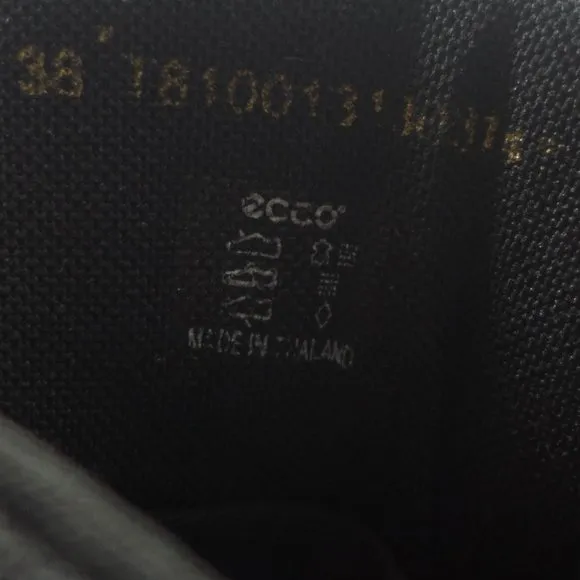 38 1810013
ecco
MADE IN THAILAND